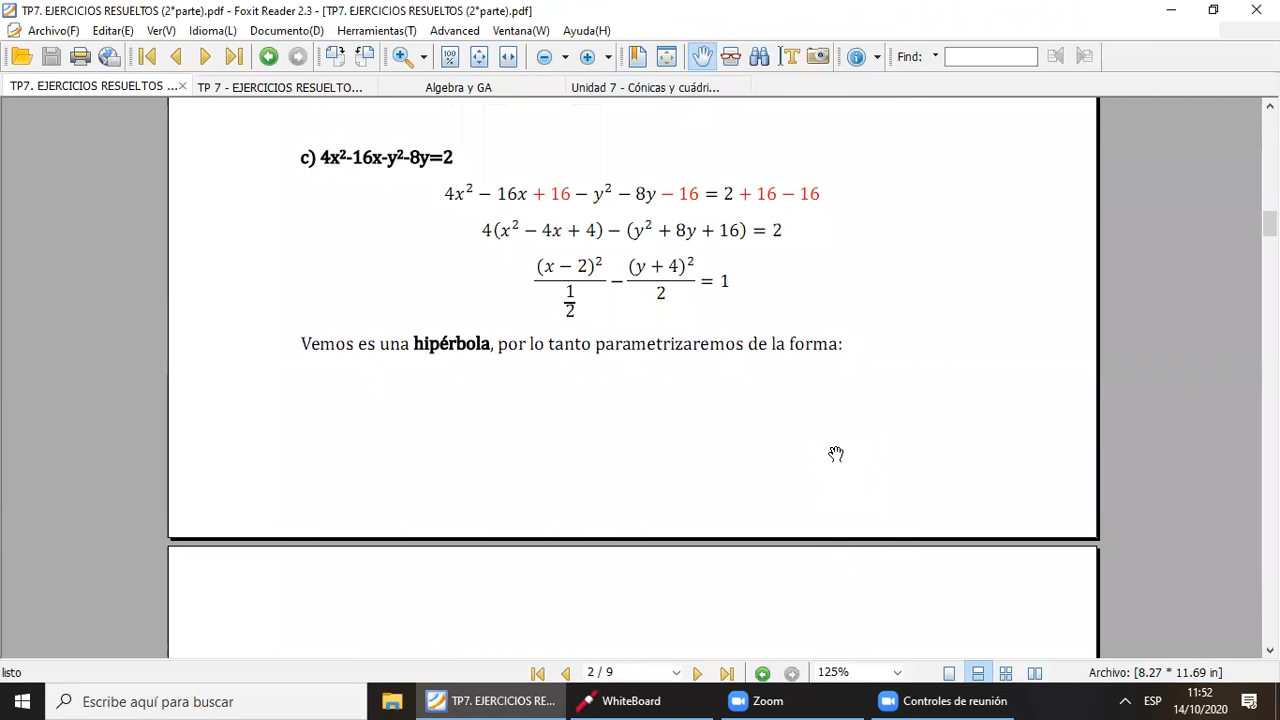 TP7. EJERCICIOS RESUELTOS (2°parte).pdf - Foxit Reader 2.3 - [TP7. EJERCICIOS RESUELTOS (2°parte).pdf]
Archivo(F) Editar(E) Ver(V) Idioma(L) Documento(D) Herramientas(T) Advanced Ventana(W) Ayuda(H)
Find:
TP7. EJERCICIOS RESUELTOS ... TP 7 - EJERCICIOS RESUELTO... Algebra y GA Unidad 7 - Cónicas y cuádri...
c) 4x²-16x-y²-8y=2
4x² − 16x + 16 − y² − 8y − 16 = 2 + 16 − 16
4(x² − 4x + 4) − (y² + 8y + 16) = 2
(x − 2)² / (1/2) − (y + 4)² / 2 = 1
Vemos es una hipérbola, por lo tanto parametrizaremos de la forma:
listo 2 / 9 125% Archivo: [8.27 * 11.69 in]
Escribe aquí para buscar TP7. EJERCICIOS RESUE... WhiteBoard Zoom Controles de reunión ESP 11:52
14/10/2020